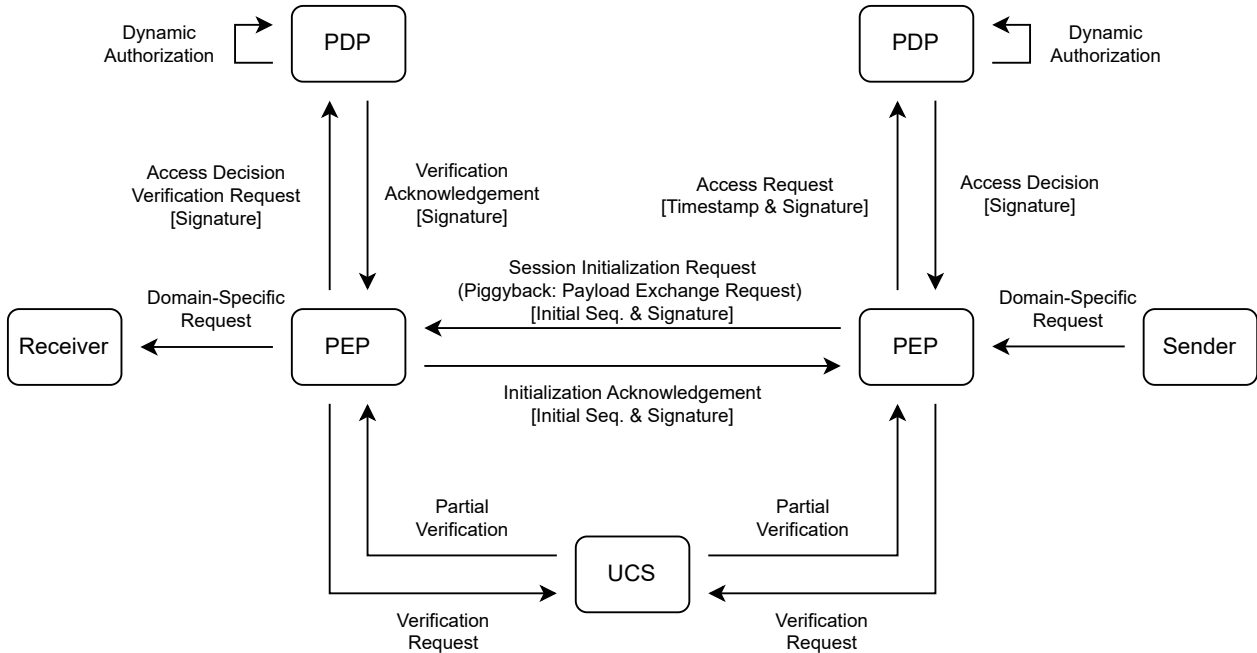 Dynamic
Authorization
PDP
PDP
Dynamic
Authorization
Access Decision
Verification Request
[Signature]
Verification
Acknowledgement
[Signature]
Access Request
[Timestamp & Signature]
Access Decision
[Signature]
Session Initialization Request
(Piggyback: Payload Exchange Request)
[Initial Seq. & Signature]
Domain-Specific
Request
Domain-Specific
Request
Receiver
PEP
PEP
Sender
Initialization Acknowledgement
[Initial Seq. & Signature]
Partial
Verification
Partial
Verification
UCS
Verification
Request
Verification
Request